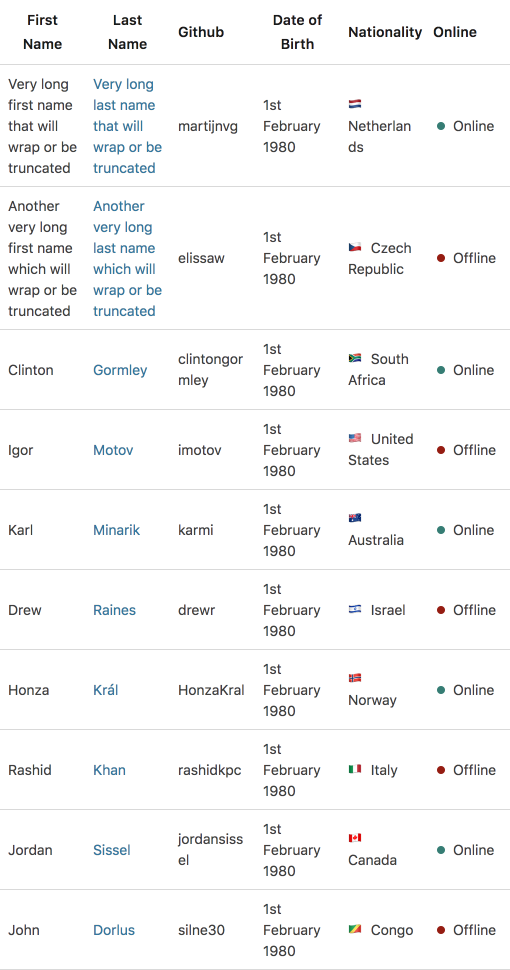 First Name
Last Name
Github
Date of Birth
Nationality
Online
Very long first name that will wrap or be truncated
Very long last name that will wrap or be truncated
martijnvg
1st February 1980
Netherlands
Online
Another very long first name which will wrap or be truncated
Another very long last name which will wrap or be truncated
elissaw
1st February 1980
Czech Republic
Offline
Clinton
Gormley
clintongormley
1st February 1980
South Africa
Online
Igor
Motov
imotov
1st February 1980
United States
Offline
Karl
Minarik
karmi
1st February 1980
Australia
Online
Drew
Raines
drewr
1st February 1980
Israel
Offline
Honza
Král
HonzaKral
1st February 1980
Norway
Online
Rashid
Khan
rashidkpc
1st February 1980
Italy
Offline
Jordan
Sissel
jordansissel
1st February 1980
Canada
Online
John
Dorlus
silne30
1st February 1980
Congo
Offline